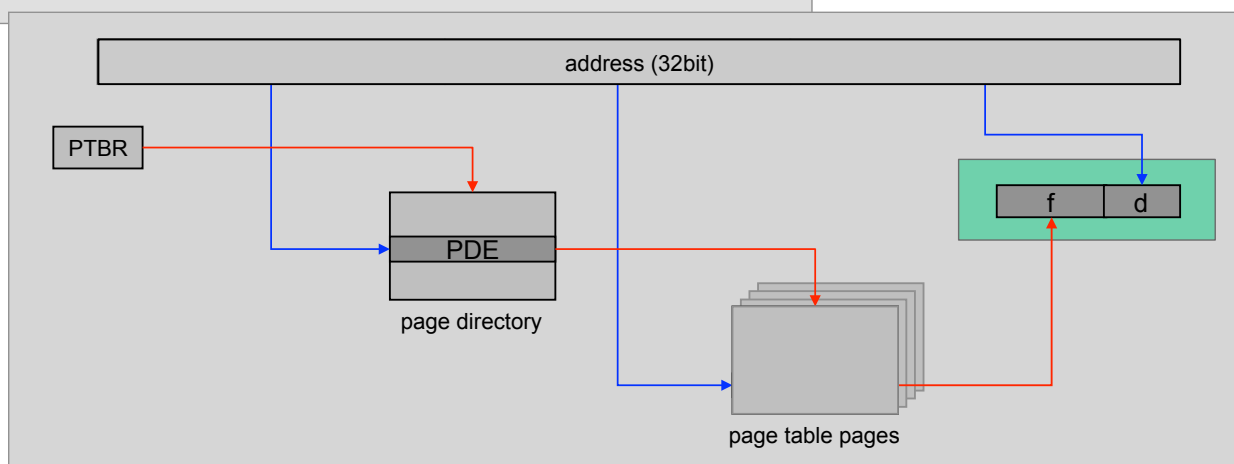 address (32bit)
PTBR
f d
PDE
page directory
page table pages